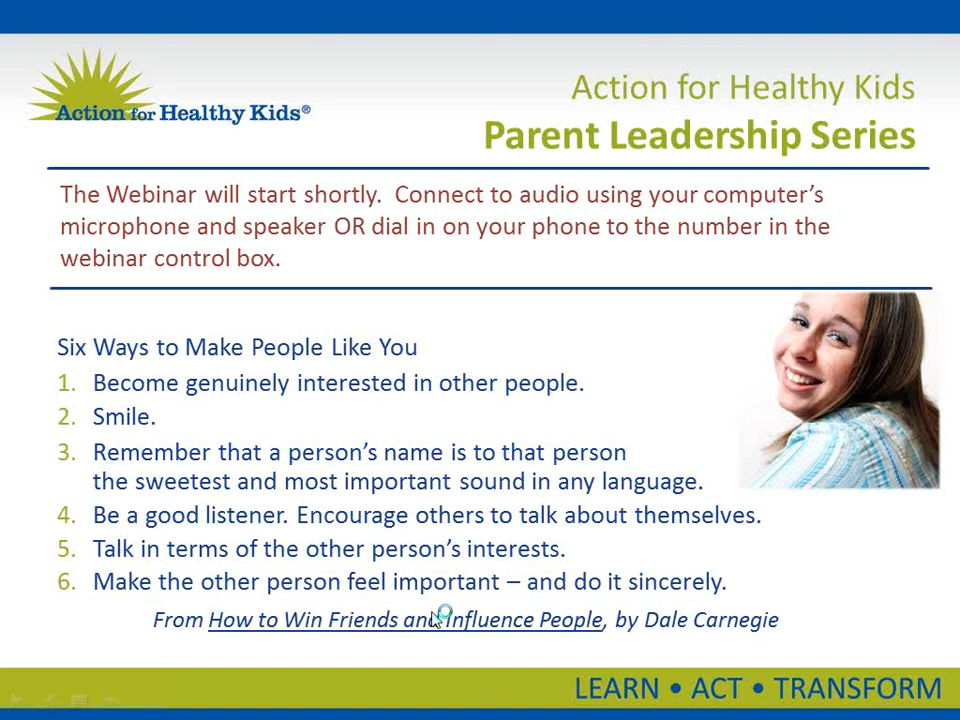 Action for Healthy Kids®
Action for Healthy Kids
Parent Leadership Series
The Webinar will start shortly. Connect to audio using your computer’s
microphone and speaker OR dial in on your phone to the number in the
webinar control box.
Six Ways to Make People Like You
1. Become genuinely interested in other people.
2. Smile.
3. Remember that a person’s name is to that person
the sweetest and most important sound in any language.
4. Be a good listener. Encourage others to talk about themselves.
5. Talk in terms of the other person’s interests.
6. Make the other person feel important – and do it sincerely.
From How to Win Friends and Influence People, by Dale Carnegie
LEARN • ACT • TRANSFORM